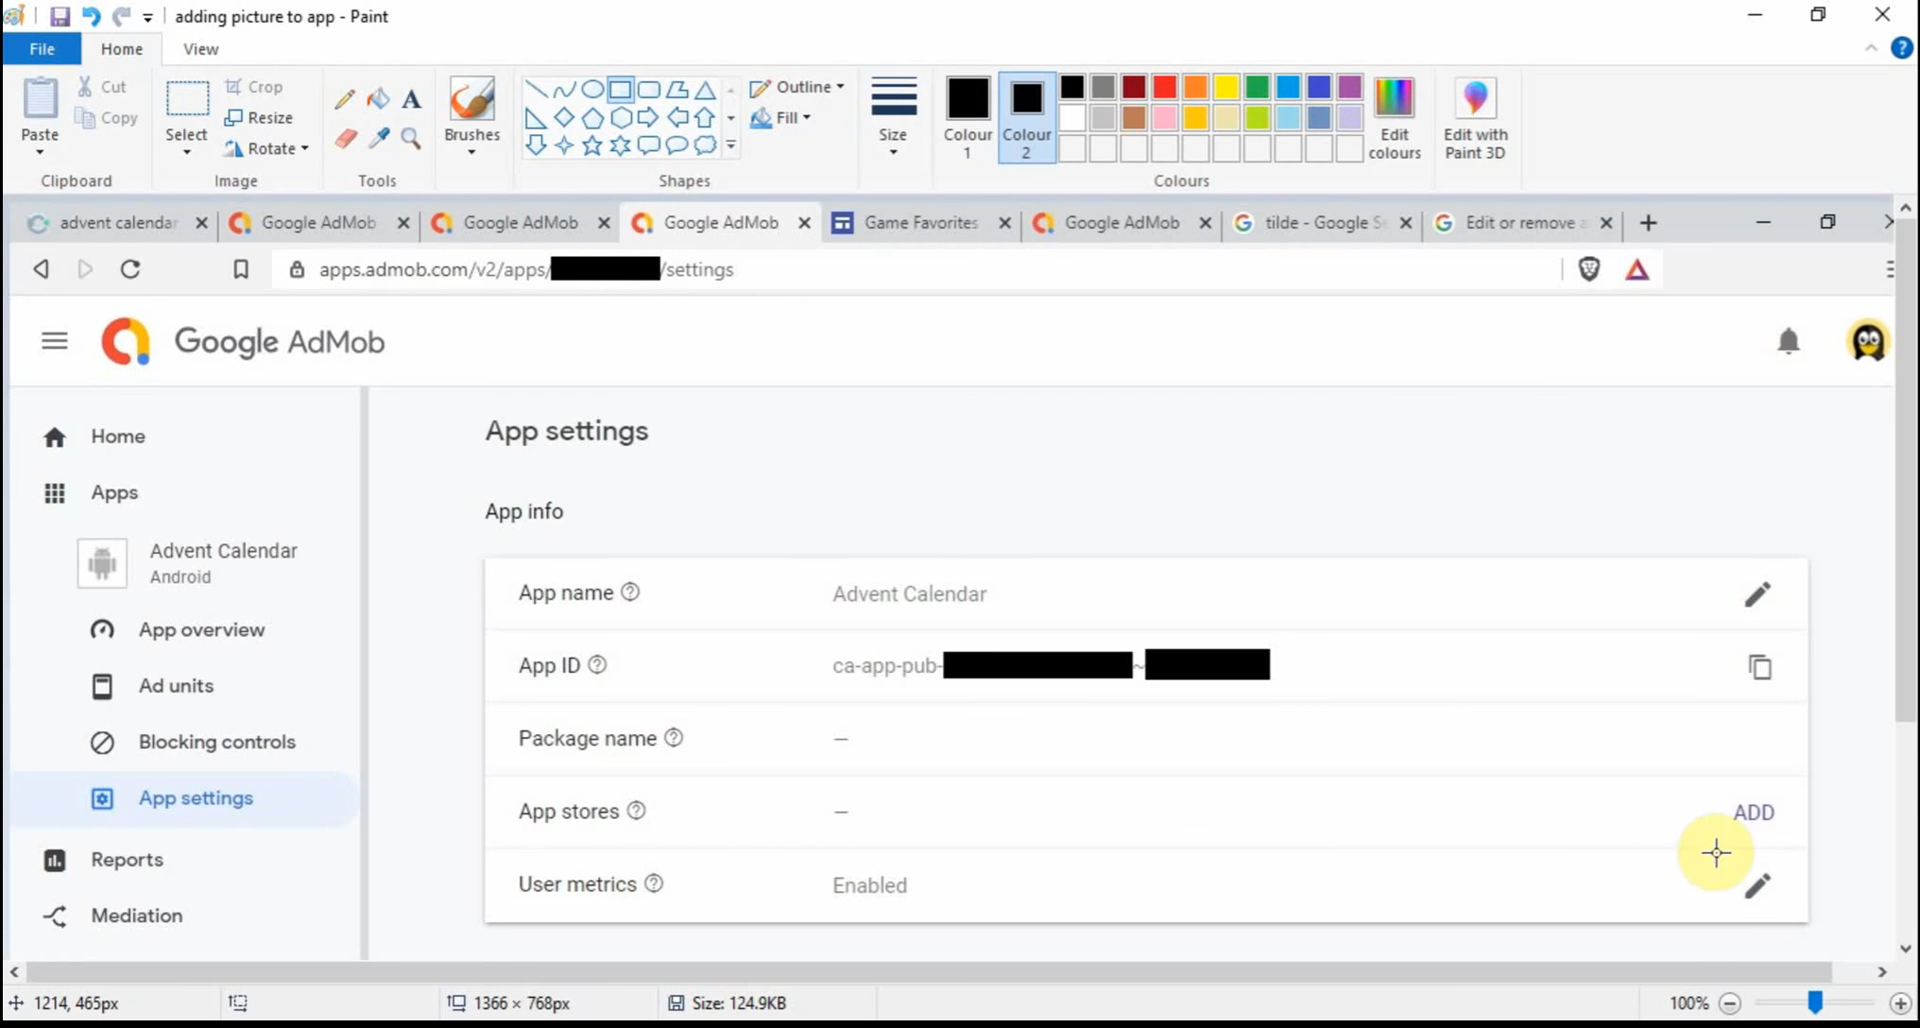 adding picture to app - Paint
File Home View
Paste
Cut
Copy
Clipboard
Select
Crop
Resize
Rotate
Image
A
Tools
Brushes
Shapes
Outline
Fill
Size
Colour 1
Colour 2
Edit colours
Colours
Edit with Paint 3D
advent calendar Google AdMob Google AdMob Google AdMob Game Favorites Google AdMob tilde - Google Se Edit or remove a
apps.admob.com/v2/apps/ /settings
Google AdMob
Home
Apps
Advent Calendar
Android
App overview
Ad units
Blocking controls
App settings
Reports
Mediation
App settings
App info
App name Advent Calendar
App ID ca-app-pub- ~
Package name –
App stores – ADD
User metrics Enabled
1214, 465px 1366 × 768px Size: 124.9KB 100%